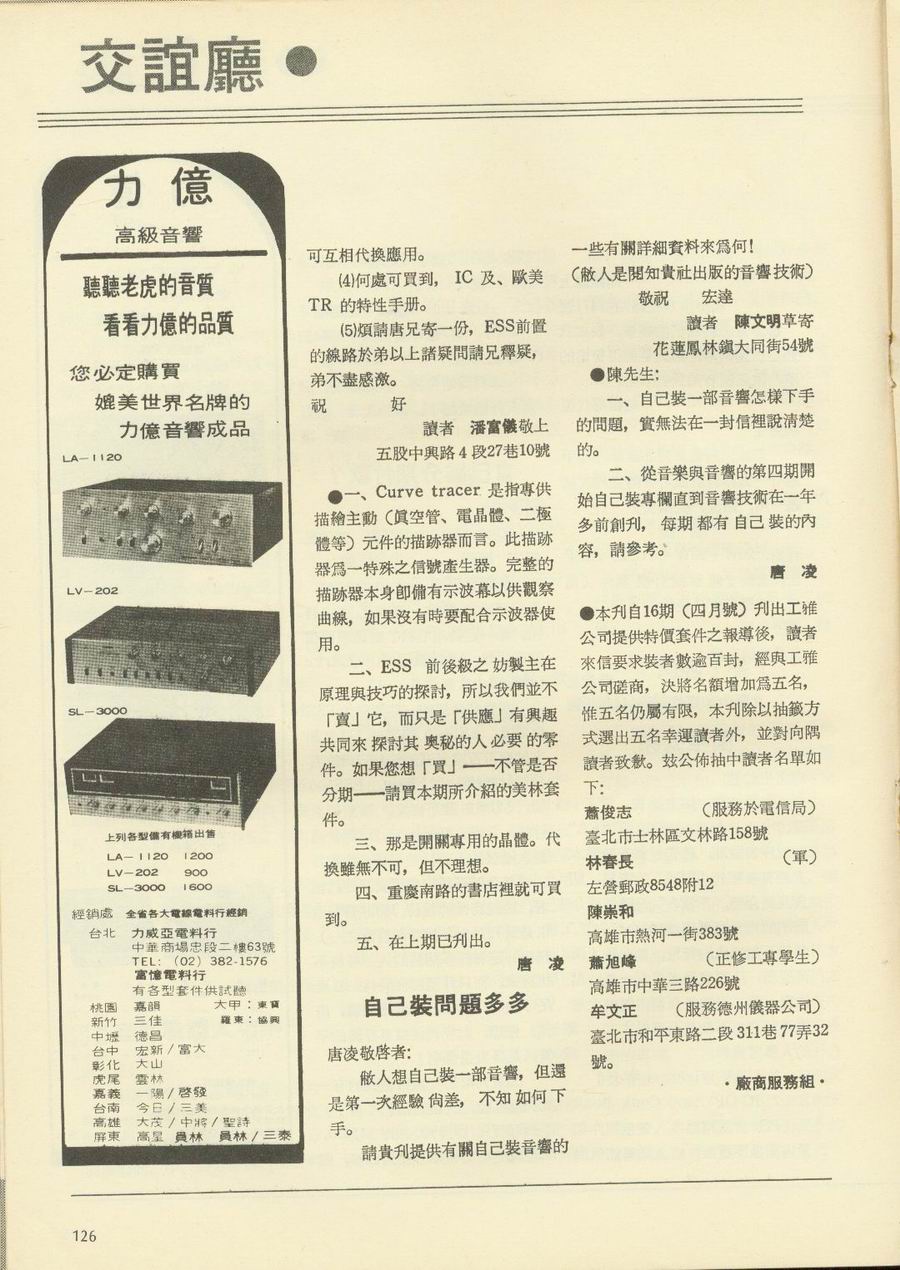 交誼廳●
力億
高級音響
聽聽老虎的音質
看看力億的品質
您必定購買
媲美世界名牌的
力億音響成品
LA－1120
LV－202
SL－3000
上列各型備有機箱出售
LA－1120 1200
LV－202 900
SL－3000 1600
經銷處 全省各大電線電料行經銷
台北 力威亞電料行
中華商場忠段二樓63號
TEL: (02) 382-1576
富憶電料行
有各型套件供試聽
桃園 嘉韻 大甲：東寶
新竹 三佳 羅東：協興
中壢 德昌
台中 宏新/富大
彰化 大山
虎尾 雲林
嘉義 一陽/啓發
台南 今日/三美
高雄 大茂/中將/聖詩
屏東 高星 員林 員林/三泰
可互相代換應用。
⑷何處可買到， IC 及、歐美
TR 的特性手册。
⑸煩請唐兄寄一份，ESS前置
的線路於弟以上諸疑問請兄釋疑，
弟不盡感激。
祝 好
讀者 潘富儀敬上
五股中興路4段27巷10號
●一、Curve tracer 是指專供
描繪主動（眞空管、電晶體、二極
體等）元件的描跡器而言。此描跡
器爲一特殊之信號產生器。完整的
描跡器本身卽備有示波幕以供觀察
曲線，如果沒有時要配合示波器使
用。
二、ESS 前後級之妨製主在
原理與技巧的探討，所以我們並不
「賣」它，而只是「供應」有興趣
共同來探討其奧秘的人必要的零
件。如果您想「買」——不管是否
分期——請買本期所介紹的美林套
件。
三、那是開關專用的晶體。代
換雖無不可，但不理想。
四、重慶南路的書店裡就可買
到。
五、在上期已刋出。
唐 凌
自己裝問題多多
唐凌敬啓者：
敝人想自己裝一部音響，但還
是第一次經驗尙差，不知如何下
手。
請貴刋提供有關自己裝音響的
一些有關詳細資料來爲何！
（敝人是閱知貴社出版的音響技術）
敬祝 宏達
讀者 陳文明草寄
花蓮鳳林鎭大同街54號
●陳先生：
一、自己裝一部音響怎樣下手
的問題，實無法在一封信裡說淸楚
的。
二、從音樂與音響的第四期開
始自己裝專欄直到音響技術在一年
多前創刋，每期都有自己裝的內
容，請參考。
唐 凌
●本刋自16期（四月號）刋出工雅
公司提供特價套件之報導後，讀者
來信要求裝者數逾百封，經與工雅
公司磋商，決將名額增加爲五名，
惟五名仍屬有限，本刋除以抽籤方
式選出五名幸運讀者外，並對向隅
讀者致歉。茲公佈抽中讀者名單如
下：
蕭俊志 （服務於電信局）
臺北市士林區文林路158號
林春長 （軍）
左營郵政8548附12
陳崇和
高雄市熱河一街383號
蕭旭峰 （正修工專學生）
高雄市中華三路226號
牟文正 （服務德州儀器公司）
臺北市和平東路二段311巷77弄32
號。
・廠商服務組・
126